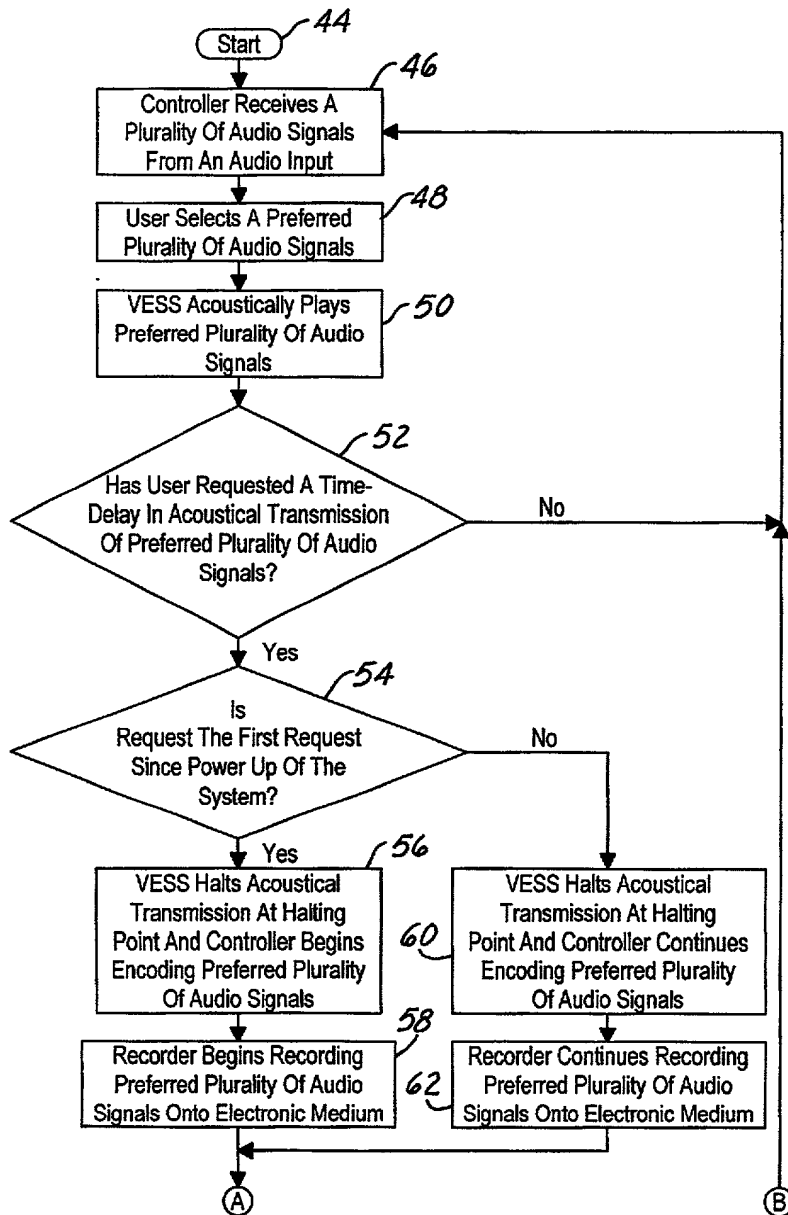 Start
44
46
Controller Receives A
Plurality Of Audio Signals
From An Audio Input
48
User Selects A Preferred
Plurality Of Audio Signals
50
VESS Acoustically Plays
Preferred Plurality Of Audio
Signals
52
Has User Requested A Time-
Delay In Acoustical Transmission
Of Preferred Plurality Of Audio
Signals?
No
Yes
54
Is
Request The First Request
Since Power Up Of The
System?
No
Yes
56
VESS Halts Acoustical
Transmission At Halting
Point And Controller Begins
Encoding Preferred Plurality
Of Audio Signals
60
VESS Halts Acoustical
Transmission At Halting
Point And Controller Continues
Encoding Preferred Plurality
Of Audio Signals
58
Recorder Begins Recording
Preferred Plurality Of Audio
Signals Onto Electronic Medium
62
Recorder Continues Recording
Preferred Plurality Of Audio
Signals Onto Electronic Medium
A
B